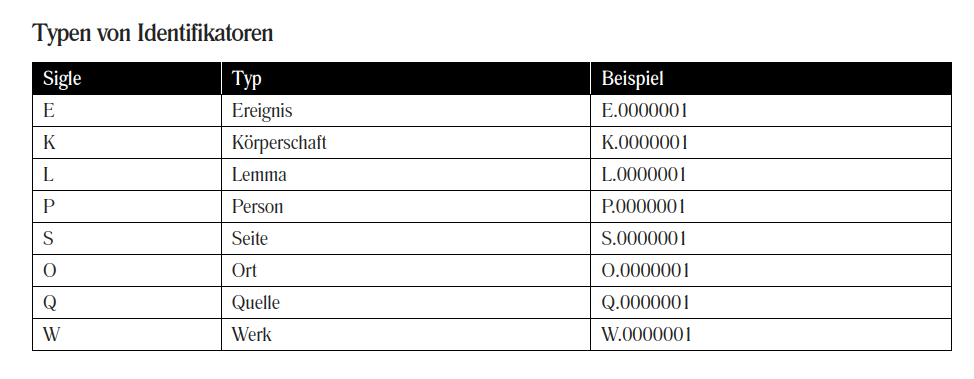 Typen von Identifikatoren
Sigle Typ Beispiel
E Ereignis E.0000001
K Körperschaft K.0000001
L Lemma L.0000001
P Person P.0000001
S Seite S.0000001
O Ort O.0000001
Q Quelle Q.0000001
W Werk W.0000001